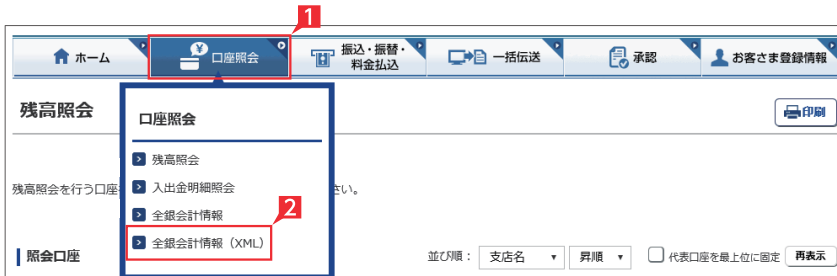 1
ホーム
口座照会
振込・振替・
料金払込
一括伝送
承認
お客さま登録情報
残高照会
印刷
口座照会
残高照会
入出金明細照会
全銀会計情報
全銀会計情報（XML）
2
残高照会を行う口座
さい。
照会口座
並び順： 支店名 ▼ 昇順 ▼ 代表口座を最上位に固定 再表示